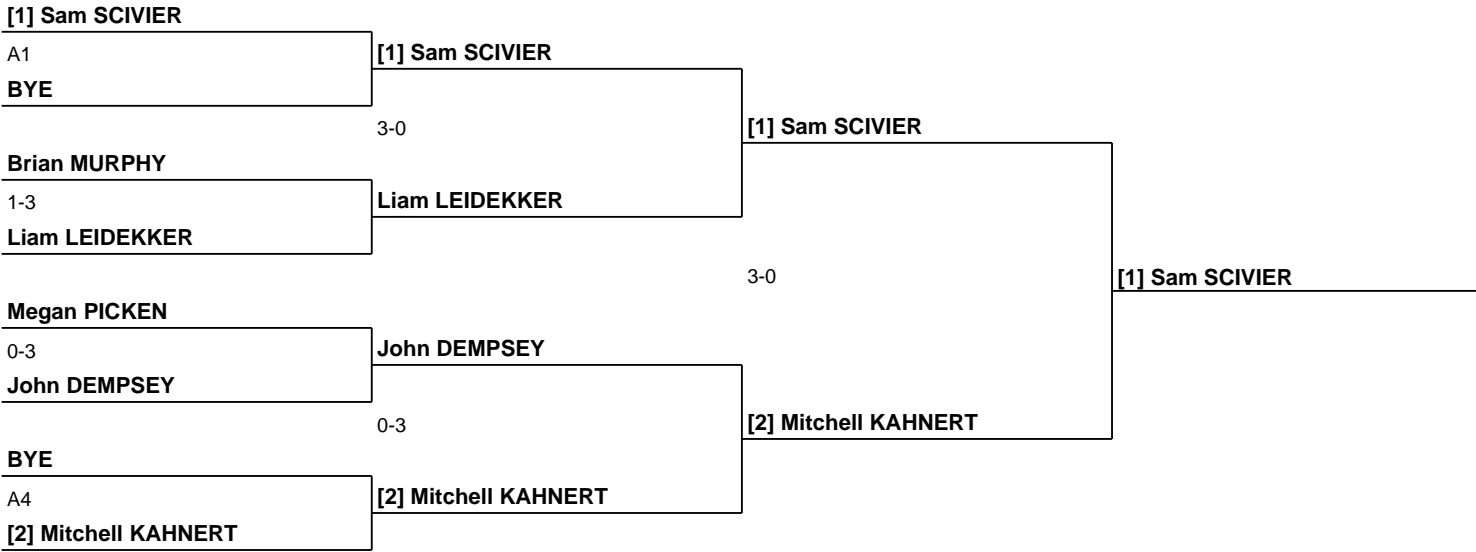 [1] Sam SCIVIER
A1
[1] Sam SCIVIER
BYE
3-0
[1] Sam SCIVIER
Brian MURPHY
1-3
Liam LEIDEKKER
Liam LEIDEKKER
3-0
[1] Sam SCIVIER
Megan PICKEN
0-3
John DEMPSEY
John DEMPSEY
0-3
[2] Mitchell KAHNERT
BYE
A4
[2] Mitchell KAHNERT
[2] Mitchell KAHNERT